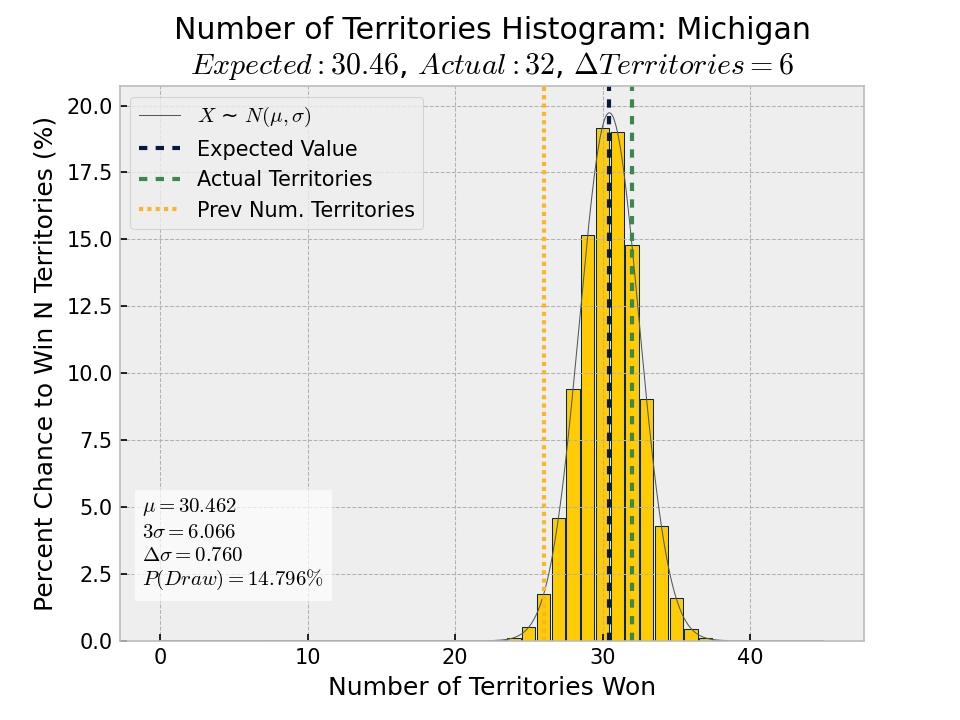 Number of Territories Histogram: Michigan
Expected : 30.46, Actual : 32, ΔTerritories = 6
20.0
17.5
15.0
12.5
10.0
7.5
5.0
2.5
0.0
Percent Chance to Win N Territories (%)
X ~ N(μ, σ)
Expected Value
Actual Territories
Prev Num. Territories
μ = 30.462
3σ = 6.066
Δσ = 0.760
P(Draw) = 14.796%
0 10 20 30 40
Number of Territories Won